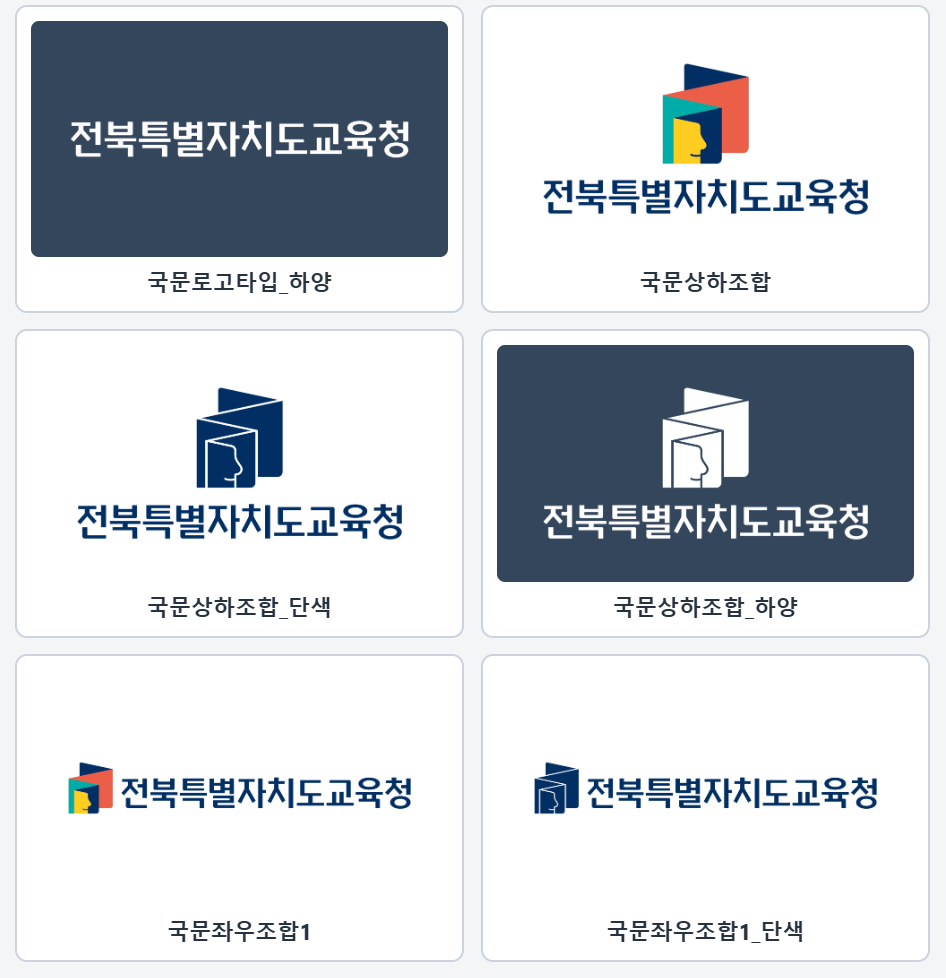 전북특별자치도교육청
국문로고타입_하양
전북특별자치도교육청
국문상하조합
전북특별자치도교육청
국문상하조합_단색
전북특별자치도교육청
국문상하조합_하양
전북특별자치도교육청
국문좌우조합1
전북특별자치도교육청
국문좌우조합1_단색